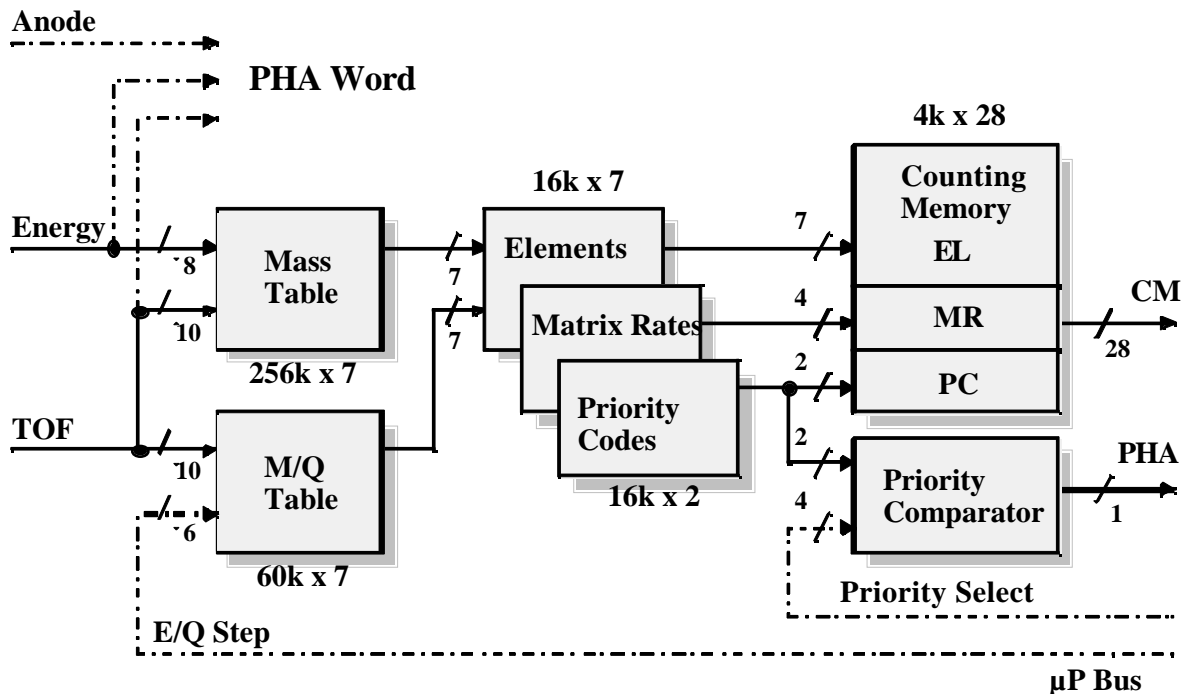 Anode
PHA Word
4k x 28
16k x 7
Counting
Memory
EL
Energy
8
Mass
Table
10
256k x 7
7
7
Elements
Matrix Rates
Priority
Codes
16k x 2
7
4
2
MR
PC
CM
28
TOF
10
6
M/Q
Table
60k x 7
2
4
Priority
Comparator
PHA
1
Priority Select
E/Q Step
µP Bus